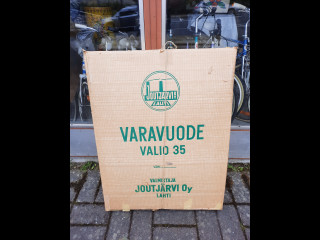 JOUTJÄRVI
VARAVUODE
VALIO 35
VALMISTAJA
JOUTJÄRVI Oy
LAHTI